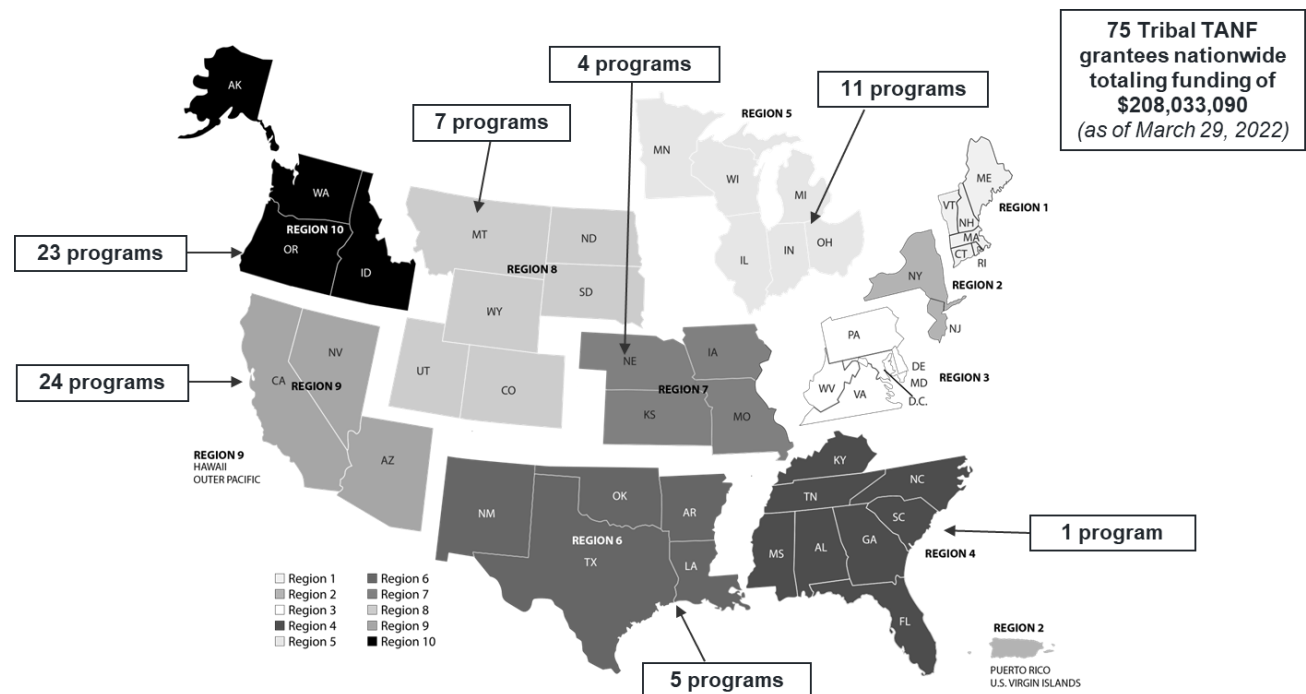 75 Tribal TANF
grantees nationwide
totaling funding of
$208,033,090
(as of March 29, 2022)
4 programs
11 programs
7 programs
23 programs
24 programs
1 program
5 programs
AK
WA
REGION 10
OR
ID
MT
ND
REGION 8
SD
WY
UT
CO
REGION 5
MN
WI
MI
IL
IN
OH
ME
VT
NH
REGION 1
MA
CT
RI
NY
REGION 2
NJ
PA
DE
MD
REGION 3
WV
VA
D.C.
NV
CA
REGION 9
AZ
REGION 9
HAWAII
OUTER PACIFIC
NE
IA
REGION 7
KS
MO
NM
OK
AR
REGION 6
TX
LA
KY
NC
TN
SC
MS
AL
GA
REGION 4
FL
Region 1
Region 2
Region 3
Region 4
Region 5
Region 6
Region 7
Region 8
Region 9
Region 10
REGION 2
PUERTO RICO
U.S. VIRGIN ISLANDS